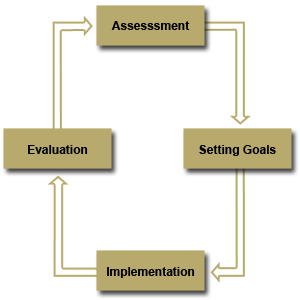 Assesssment
Setting Goals
Implementation
Evaluation